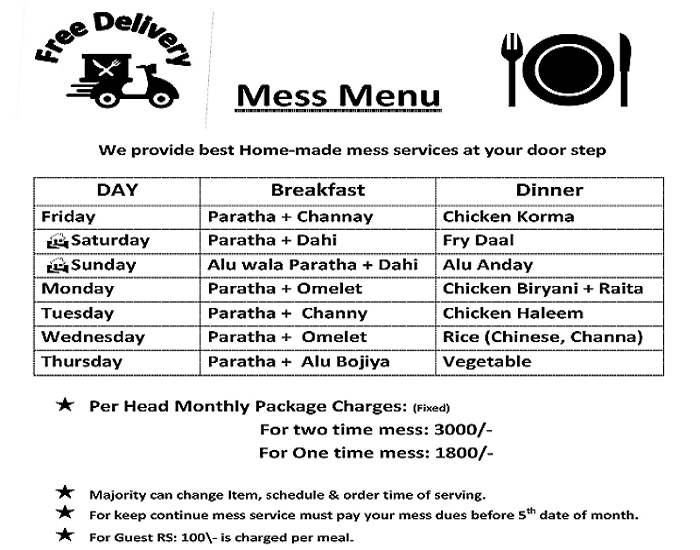 Free Delivery
Mess Menu
We provide best Home-made mess services at your door step
DAY Breakfast Dinner
Friday Paratha + Channay Chicken Korma
Saturday Paratha + Dahi Fry Daal
Sunday Alu wala Paratha + Dahi Alu Anday
Monday Paratha + Omelet Chicken Biryani + Raita
Tuesday Paratha + Channy Chicken Haleem
Wednesday Paratha + Omelet Rice (Chinese, Channa)
Thursday Paratha + Alu Bojiya Vegetable
★ Per Head Monthly Package Charges: (Fixed)
For two time mess: 3000/-
For One time mess: 1800/-
★ Majority can change Item, schedule & order time of serving.
★ For keep continue mess service must pay your mess dues before 5th date of month.
★ For Guest RS: 100\- is charged per meal.